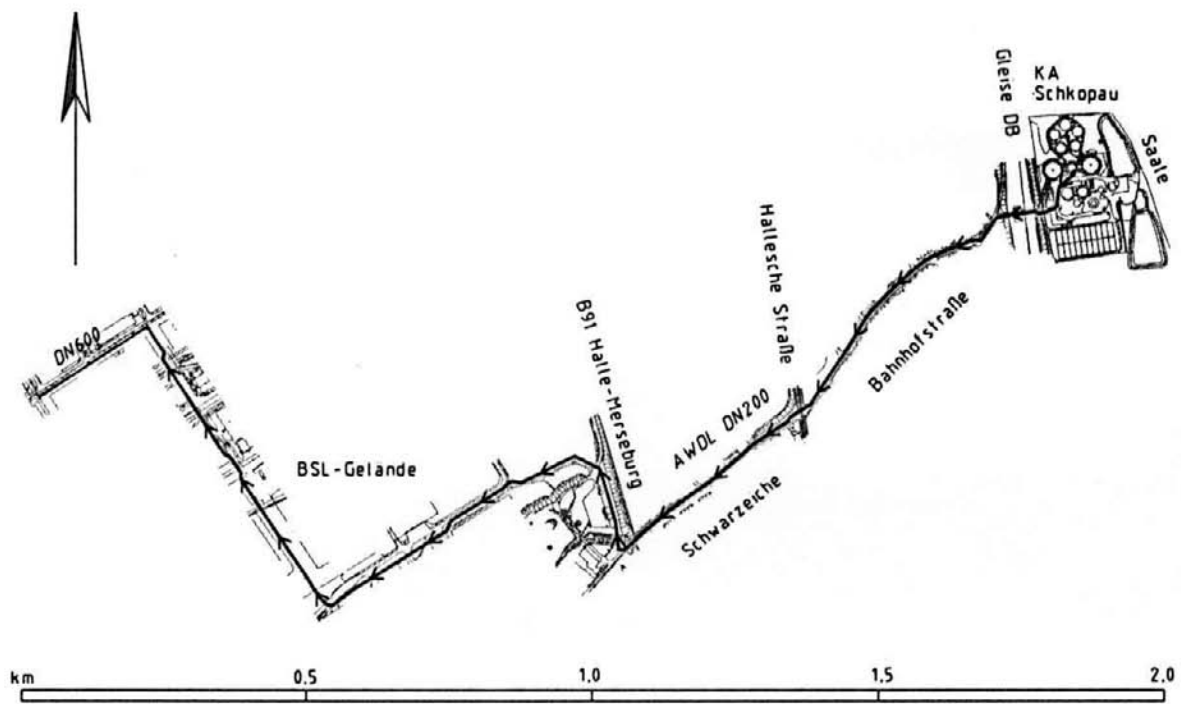 KA
Schkopau
Gleise DB
Saale
Hallesche Straße
Bahnhofstraße
B91 Halle-Merseburg
AWDL DN200
Schwarzeiche
DN600
BSL-Gelände
km
0.5
1.0
1.5
2.0